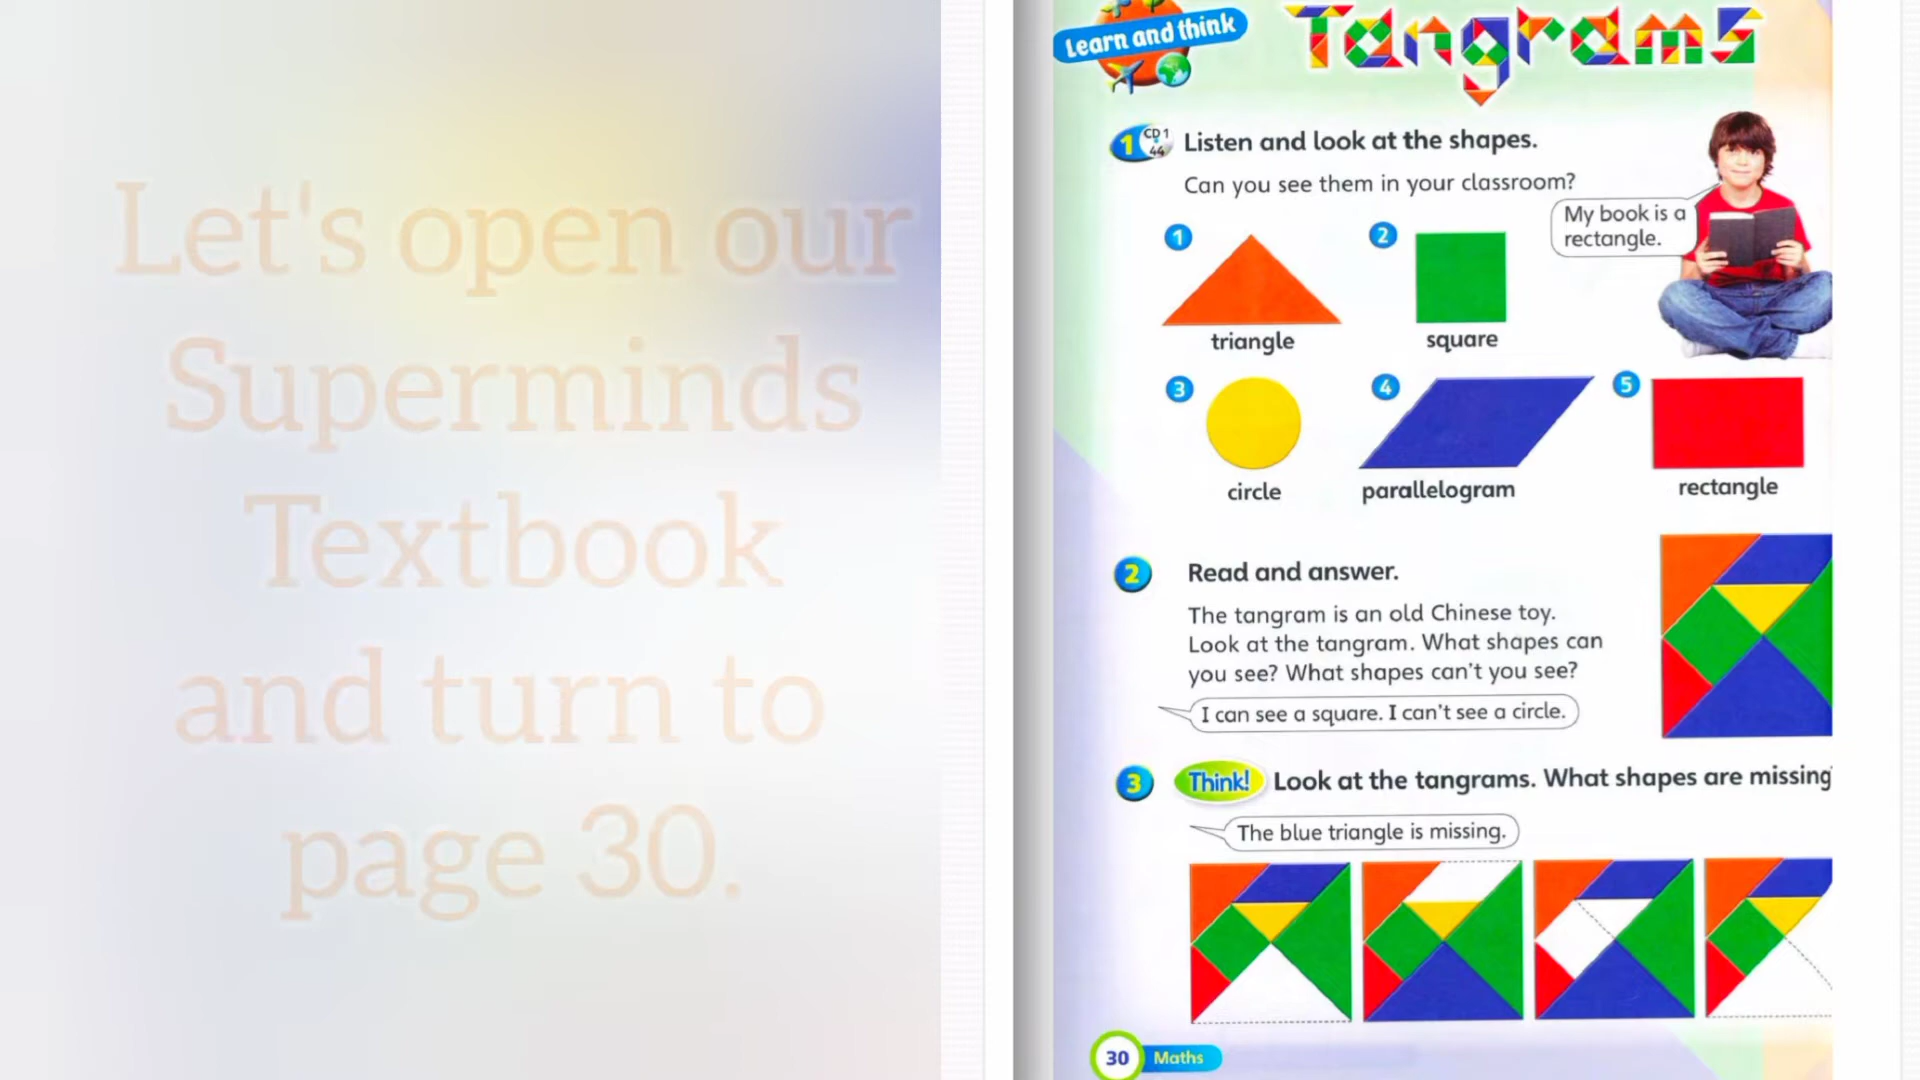 Let's open our
Superminds
Textbook
and turn to
page 30.
Learn and think
Tangrams
1 CD1 44 Listen and look at the shapes.
Can you see them in your classroom?
My book is a
rectangle.
1
2
triangle
square
3
4
5
circle
parallelogram
rectangle
2 Read and answer.
The tangram is an old Chinese toy.
Look at the tangram. What shapes can
you see? What shapes can't you see?
I can see a square. I can't see a circle.
3 Think! Look at the tangrams. What shapes are missing
The blue triangle is missing.
30 Maths